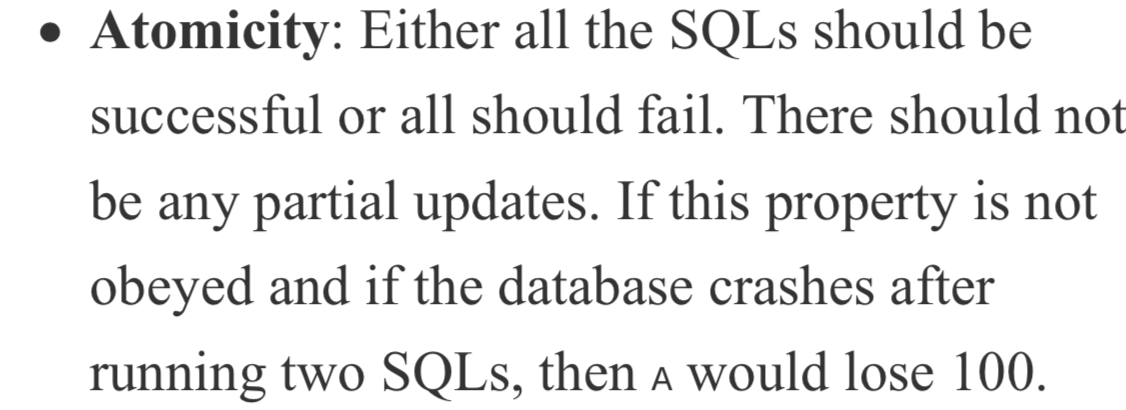 • Atomicity: Either all the SQLs should be
successful or all should fail. There should not
be any partial updates. If this property is not
obeyed and if the database crashes after
running two SQLs, then A would lose 100.